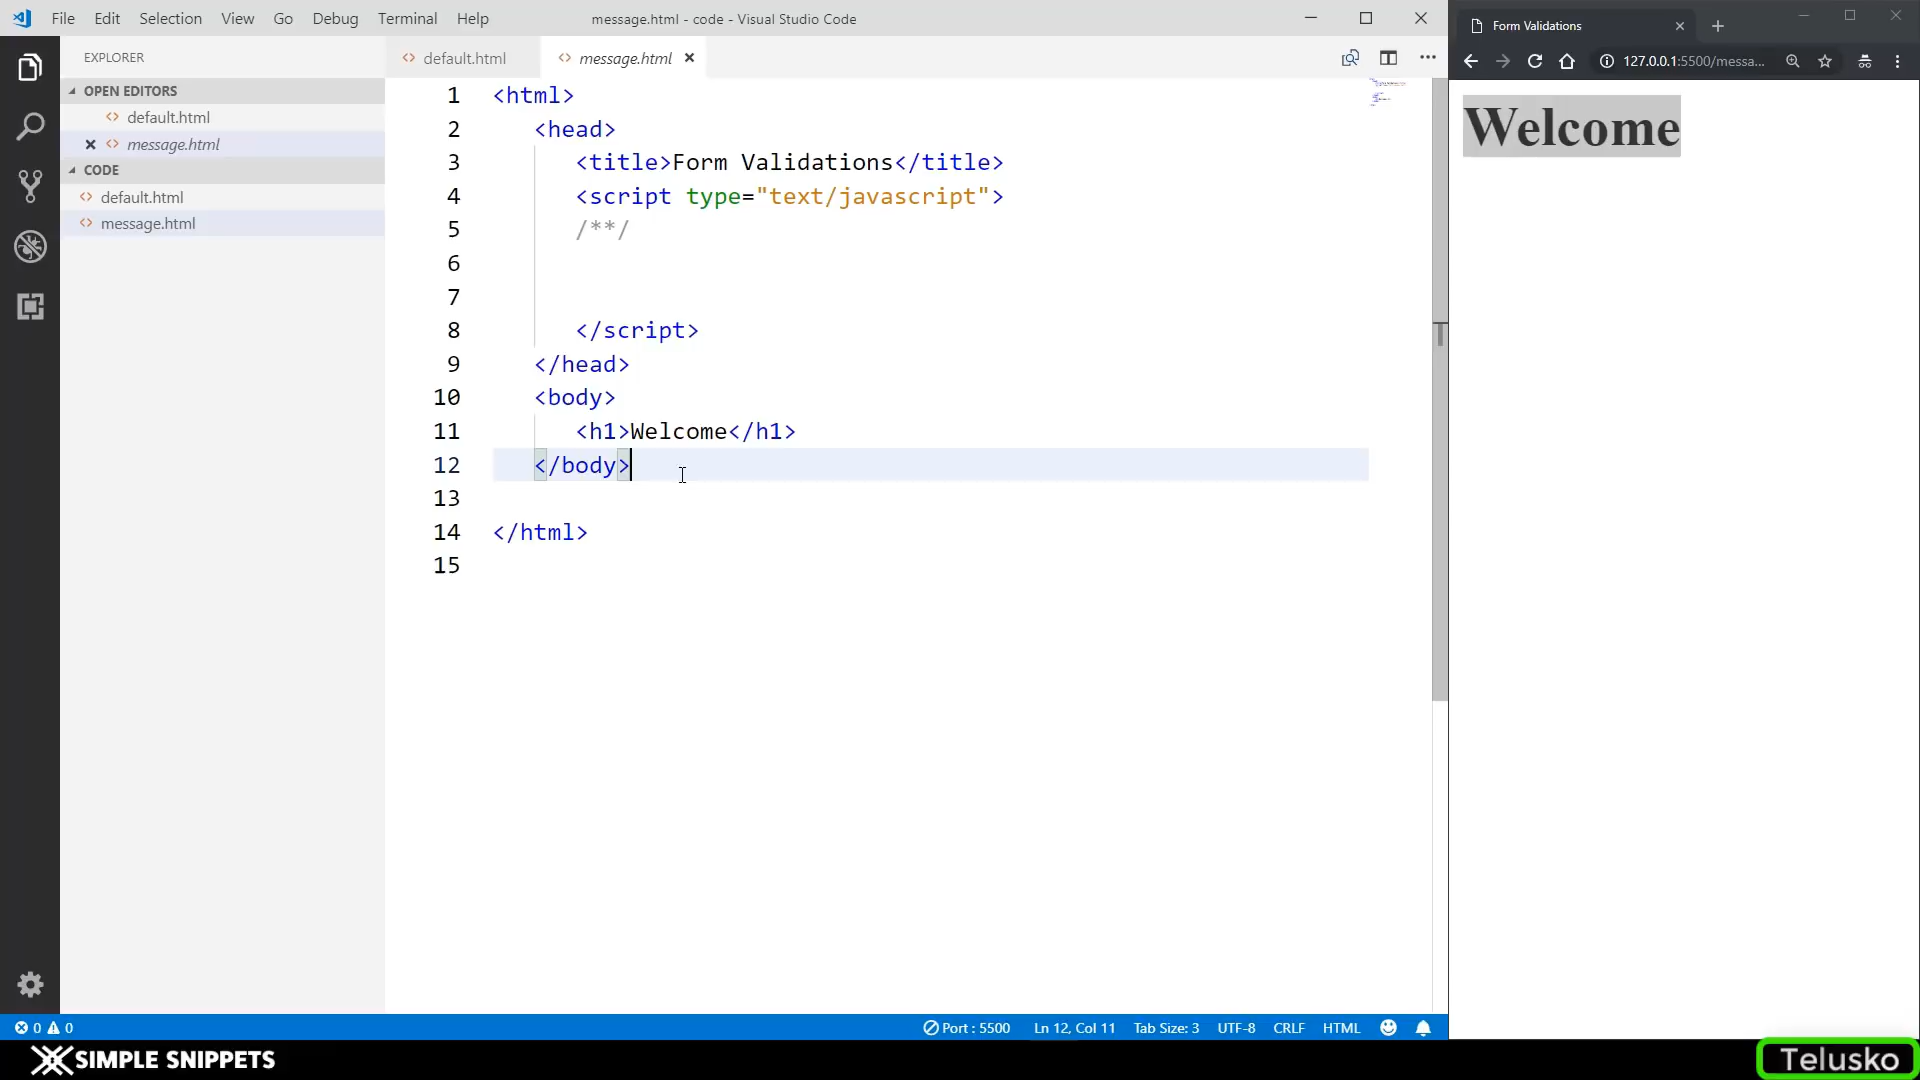 File Edit Selection View Go Debug Terminal Help
message.html - code - Visual Studio Code
EXPLORER
OPEN EDITORS
default.html
message.html
CODE
default.html
message.html
default.html
message.html
1 <html>
2 <head>
3 <title>Form Validations</title>
4 <script type="text/javascript">
5 /**/
6
7
8 </script>
9 </head>
10 <body>
11 <h1>Welcome</h1>
12 </body>
13
14 </html>
15
Form Validations
127.0.0.1:5500/messa...
Welcome
0 0
Port : 5500 Ln 12, Col 11 Tab Size: 3 UTF-8 CRLF HTML
SIMPLE SNIPPETS
Telusko